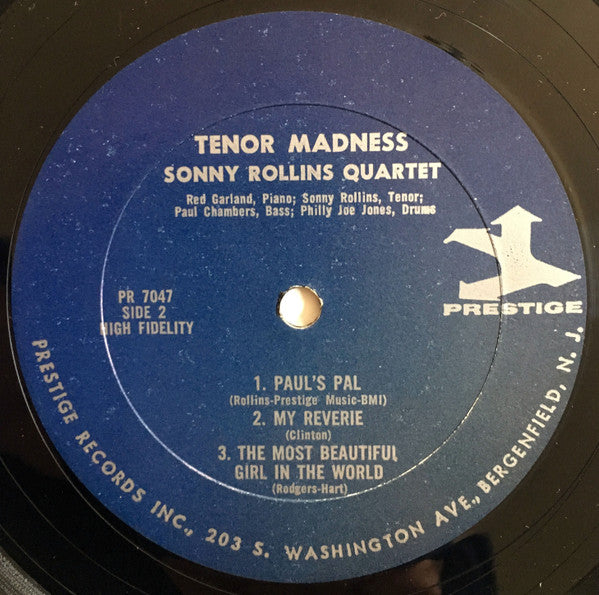 TENOR MADNESS
SONNY ROLLINS QUARTET
Red Garland, Piano; Sonny Rollins, Tenor;
Paul Chambers, Bass; Philly Joe Jones, Drums
PR 7047
SIDE 2
HIGH FIDELITY
PRESTIGE
1. PAUL'S PAL
(Rollins-Prestige Music-BMI)
2. MY REVERIE
(Clinton)
3. THE MOST BEAUTIFUL
GIRL IN THE WORLD
(Rodgers-Hart)
PRESTIGE RECORDS INC., 203 S. WASHINGTON AVE., BERGENFIELD, N. J.